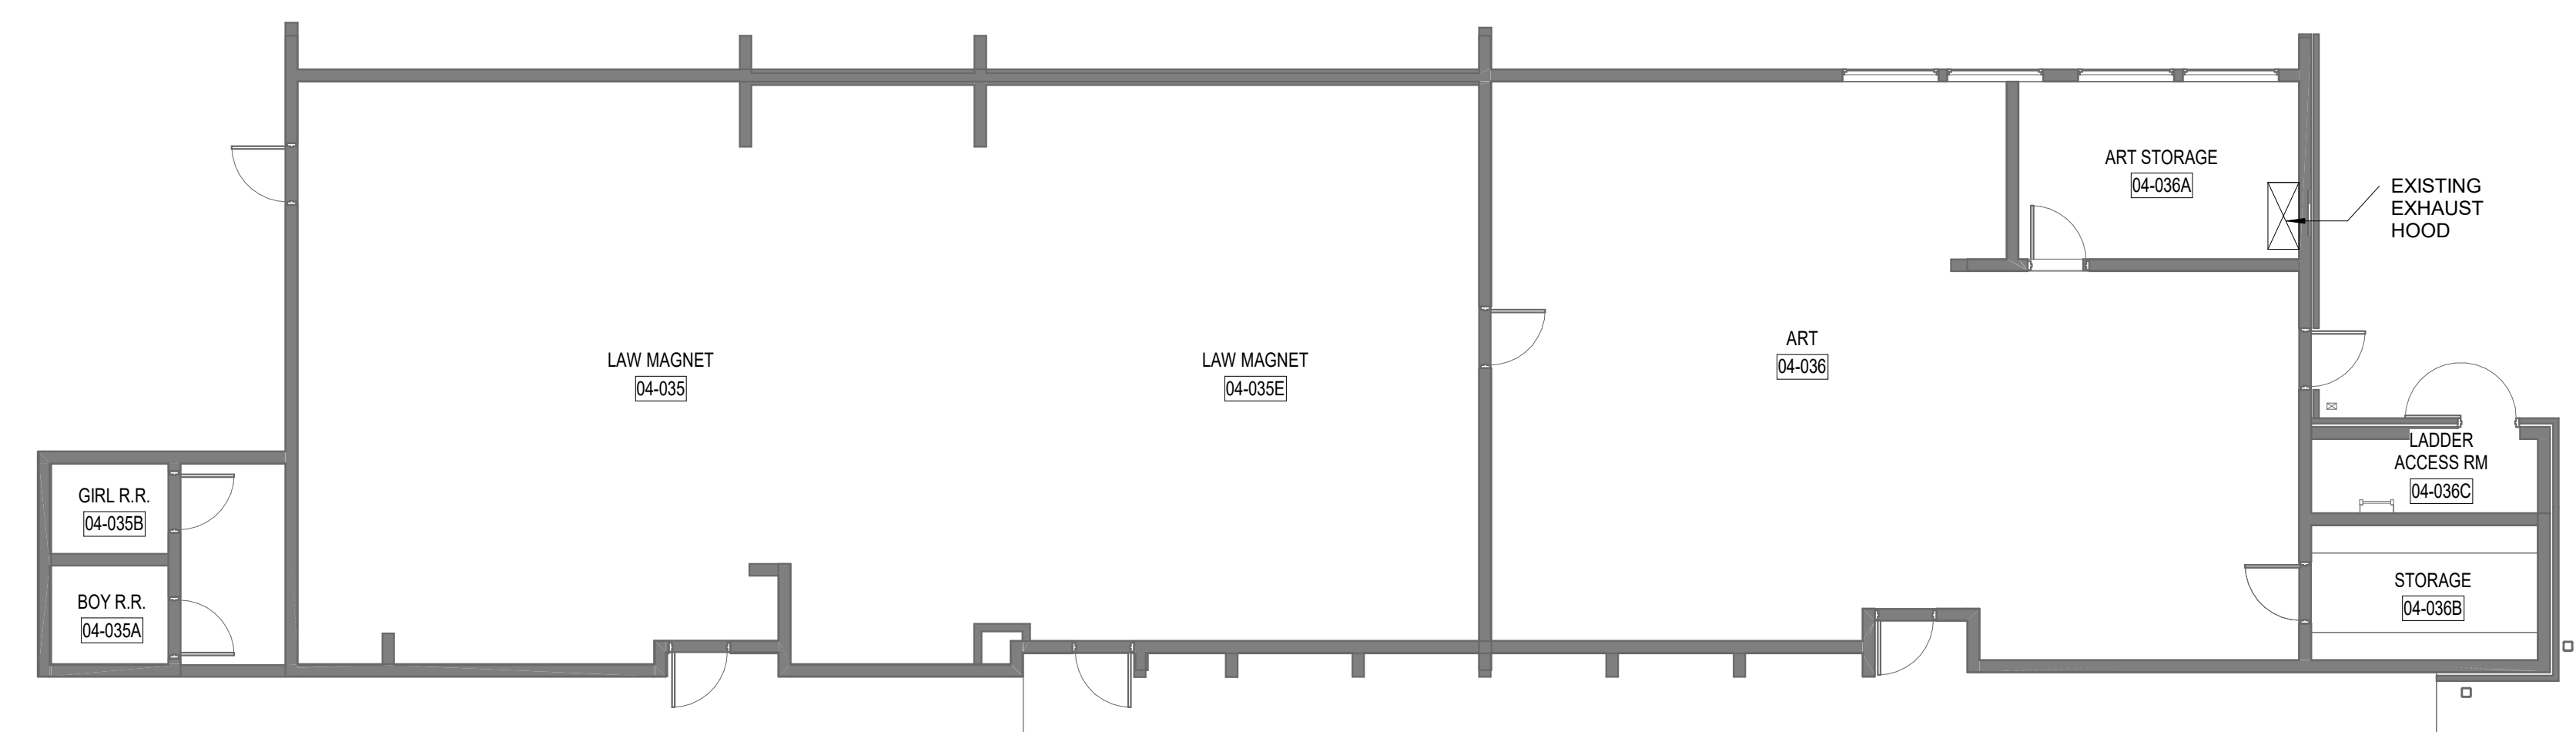 ART STORAGE
04-036A
EXISTING
EXHAUST
HOOD
LAW MAGNET
04-035
LAW MAGNET
04-035E
ART
04-036
LADDER
ACCESS RM
04-036C
GIRL R.R.
04-035B
BOY R.R.
04-035A
STORAGE
04-036B